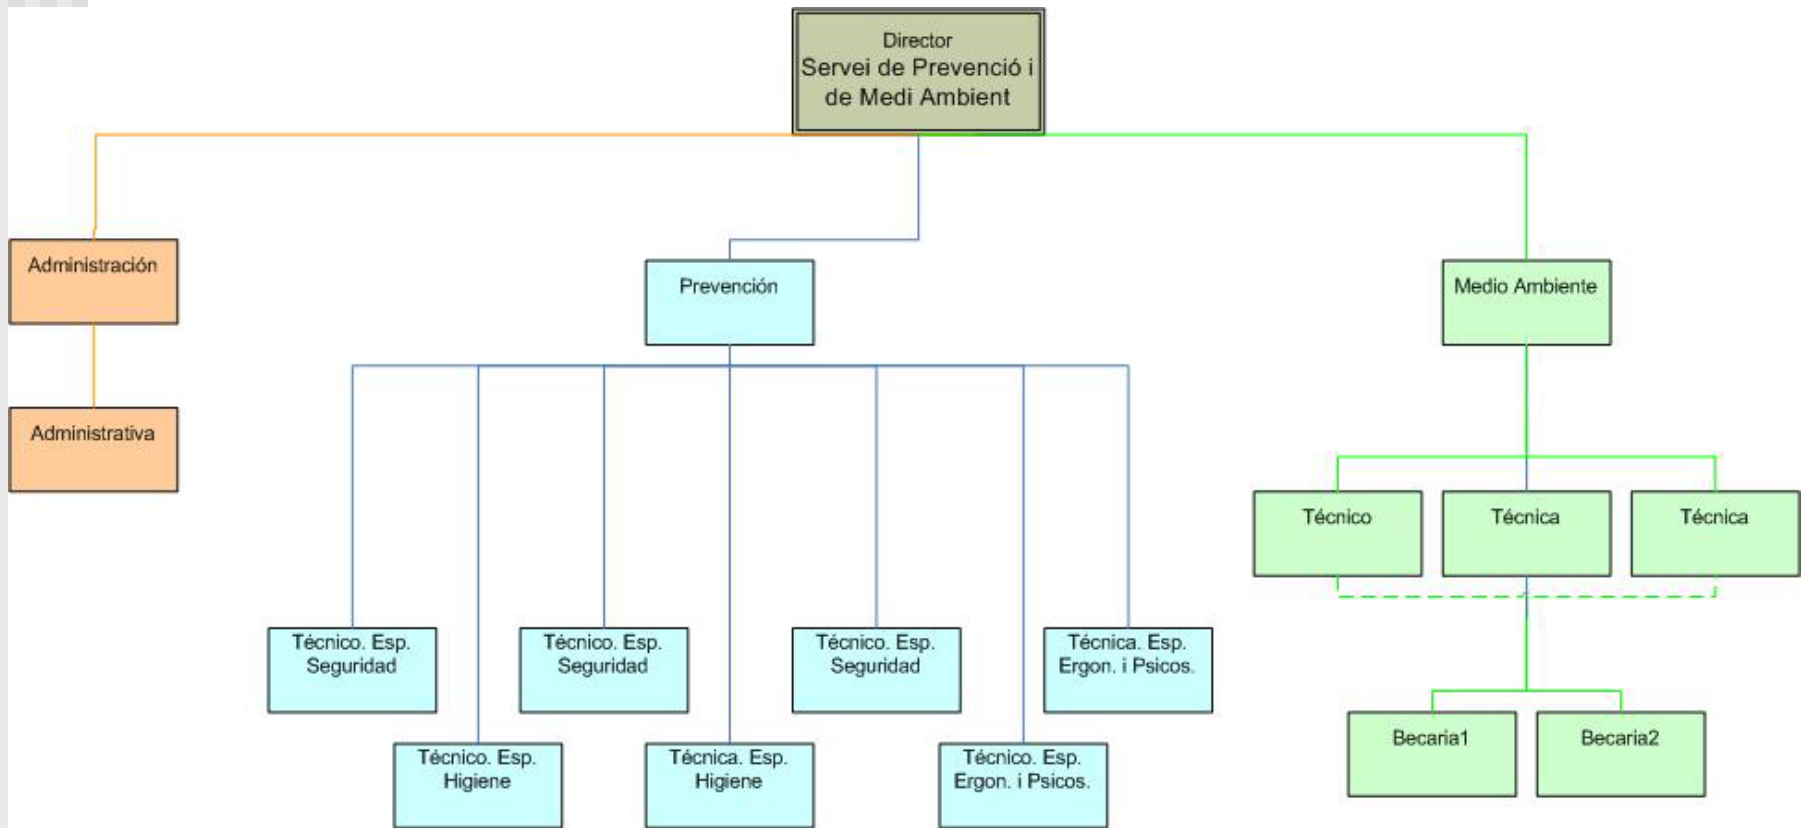 Director
Servei de Prevenció i
de Medi Ambient
Administración
Prevención
Medio Ambiente
Administrativa
Técnico
Técnica
Técnica
Técnico. Esp.
Seguridad
Técnico. Esp.
Seguridad
Técnico. Esp.
Seguridad
Técnica. Esp.
Ergon. i Psicos.
Técnico. Esp.
Higiene
Técnica. Esp.
Higiene
Técnico. Esp.
Ergon. i Psicos.
Becaria1
Becaria2